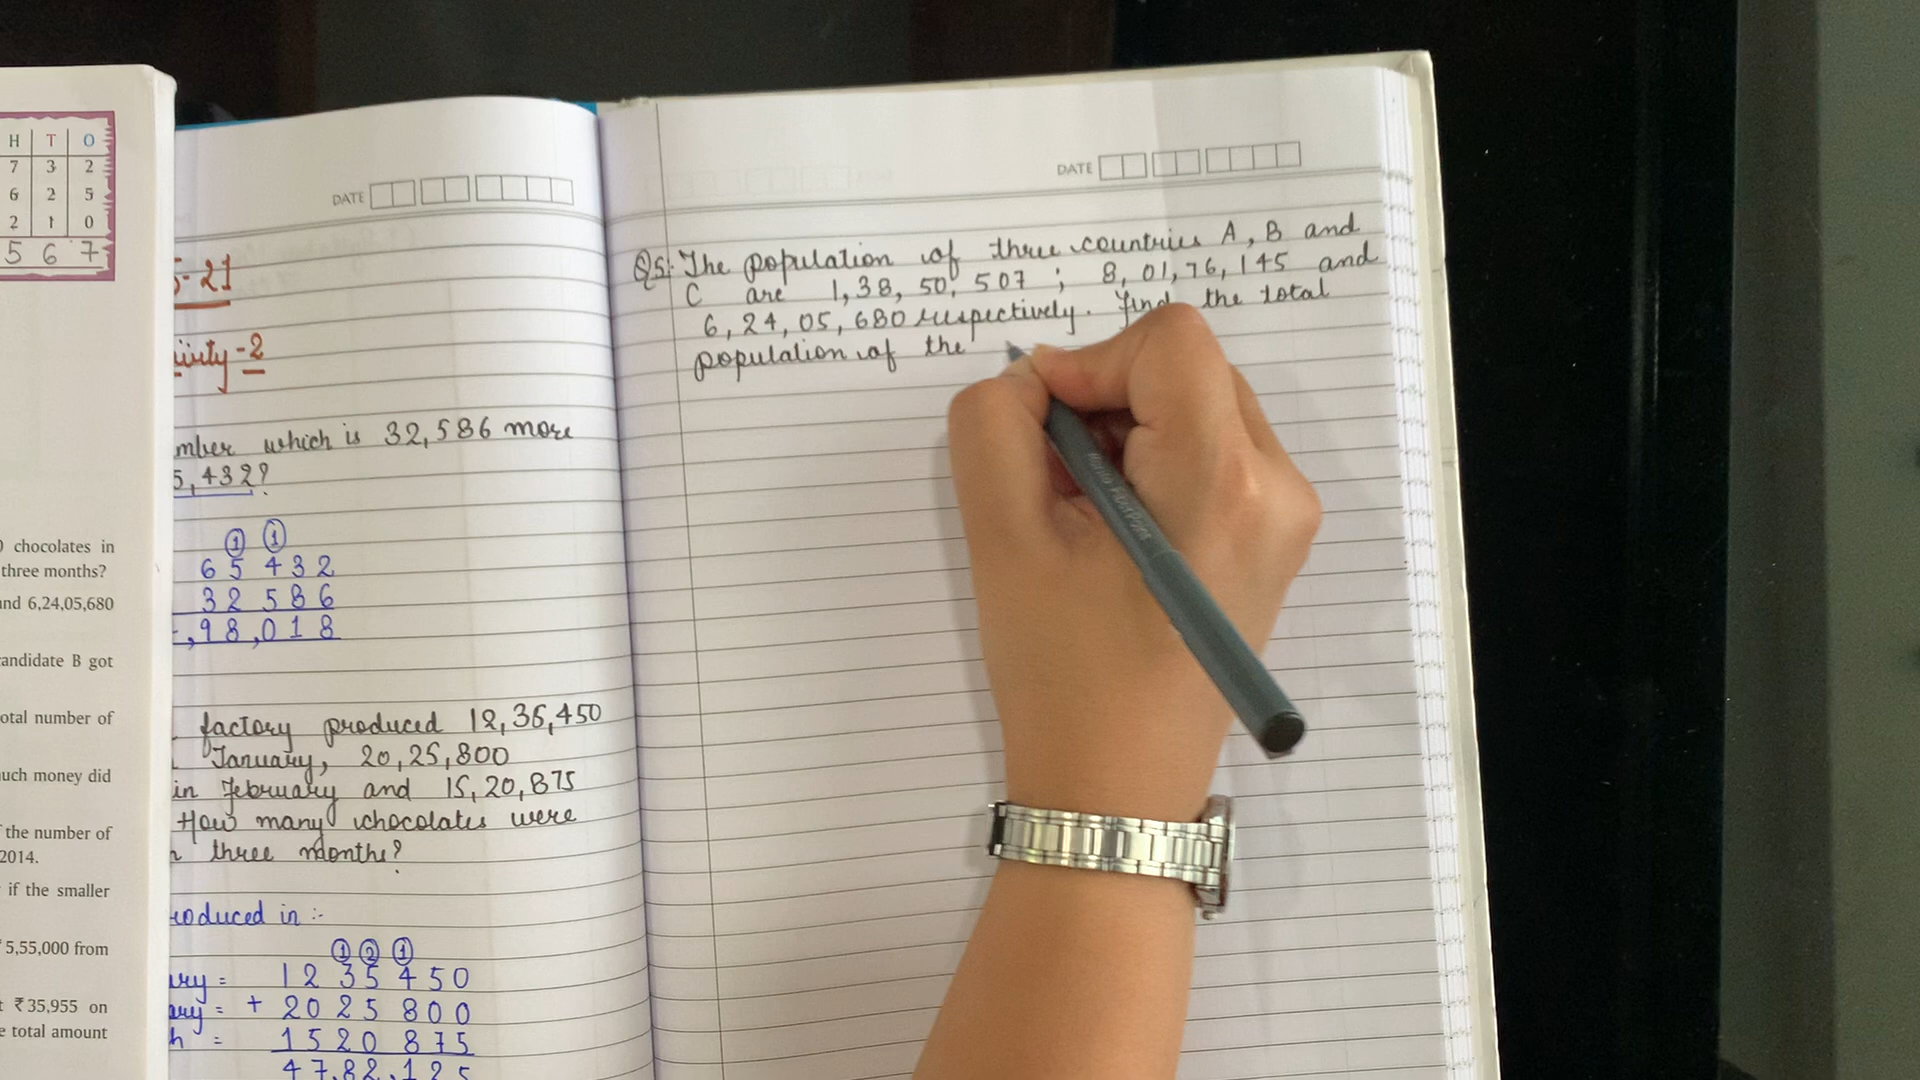 H T O
7 3 2
6 2 5
2 1 0
5 6 7
chocolates in
three months?
and 6,24,05,680
andidate B got
otal number of
uch money did
the number of
2014.
if the smaller
5,55,000 from
₹35,955 on
e total amount
DATE
5-21
-2
mber which is 32,586 more
5,432?
1 1
6 5 4 3 2
3 2 5 8 6
,98,018
factory produced 12,35,450
January, 20,25,800
in February and 15,20,875
How many chocolates were
three months?
roduced in :-
1 2 1
ary = 12 35 450
ary = + 20 25 800
h = 15 20 875
47,82,125
DATE
Q5. The population of three countries A, B and
C are 1,38,50,507 ; 8,01,76,145 and
6,24,05,680 respectively. Find the total
population of the